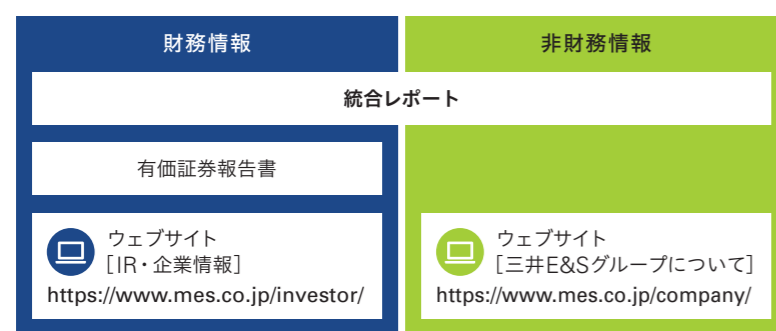 財務情報
非財務情報
統合レポート
有価証券報告書
ウェブサイト
［IR・企業情報］
https://www.mes.co.jp/investor/
ウェブサイト
［三井E&Sグループについて］
https://www.mes.co.jp/company/